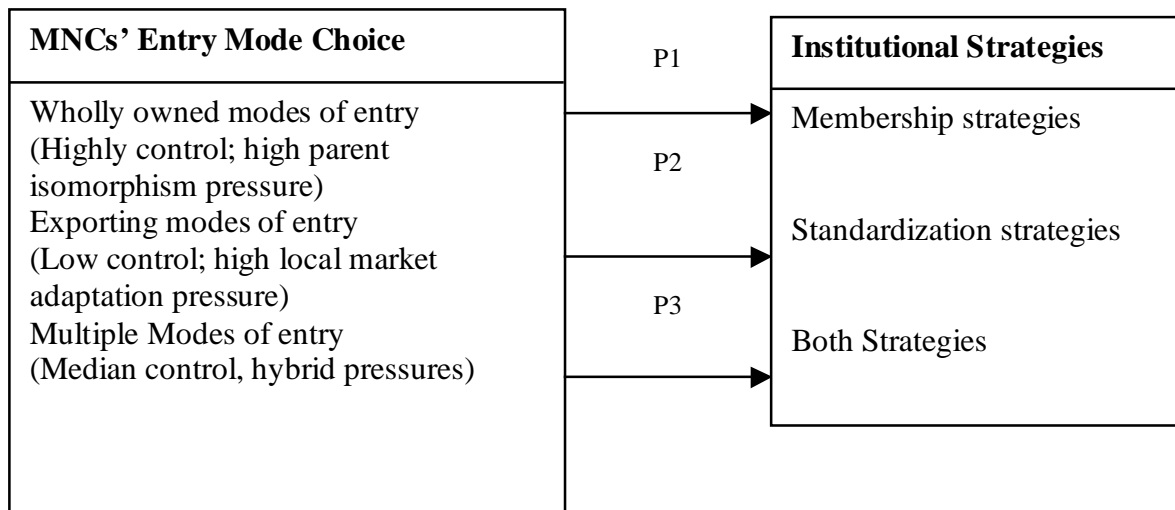 MNCs’ Entry Mode Choice
Wholly owned modes of entry
(Highly control; high parent
isomorphism pressure)
Exporting modes of entry
(Low control; high local market
adaptation pressure)
Multiple Modes of entry
(Median control, hybrid pressures)
P1
P2
P3
Institutional Strategies
Membership strategies
Standardization strategies
Both Strategies